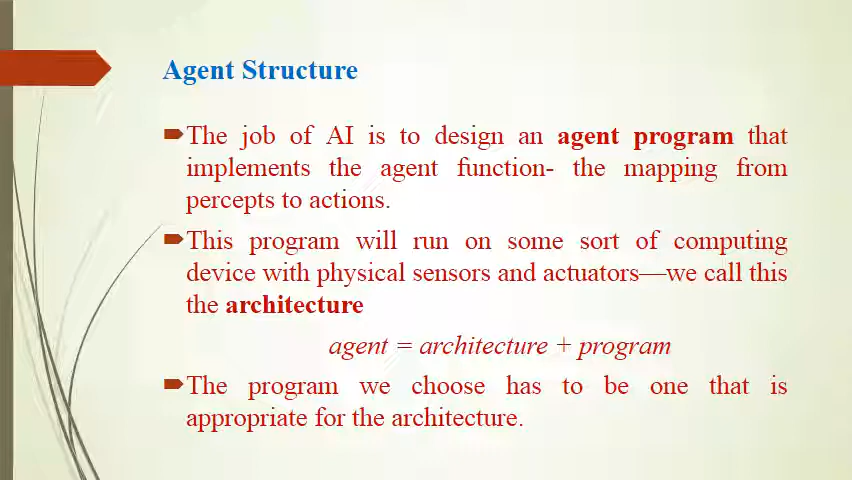 Agent Structure
The job of AI is to design an agent program that
implements the agent function- the mapping from
percepts to actions.
This program will run on some sort of computing
device with physical sensors and actuators—we call this
the architecture
agent = architecture + program
The program we choose has to be one that is
appropriate for the architecture.